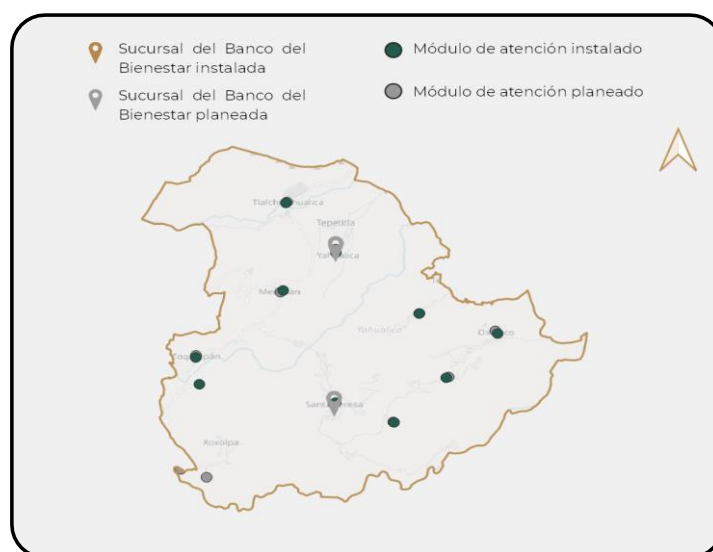 Sucursal del Banco del
Bienestar instalada
Módulo de atención instalado
Sucursal del Banco del
Bienestar planeada
Módulo de atención planeado
Tepetitla
Yahualica
Santa Teresa
Xoxolpa